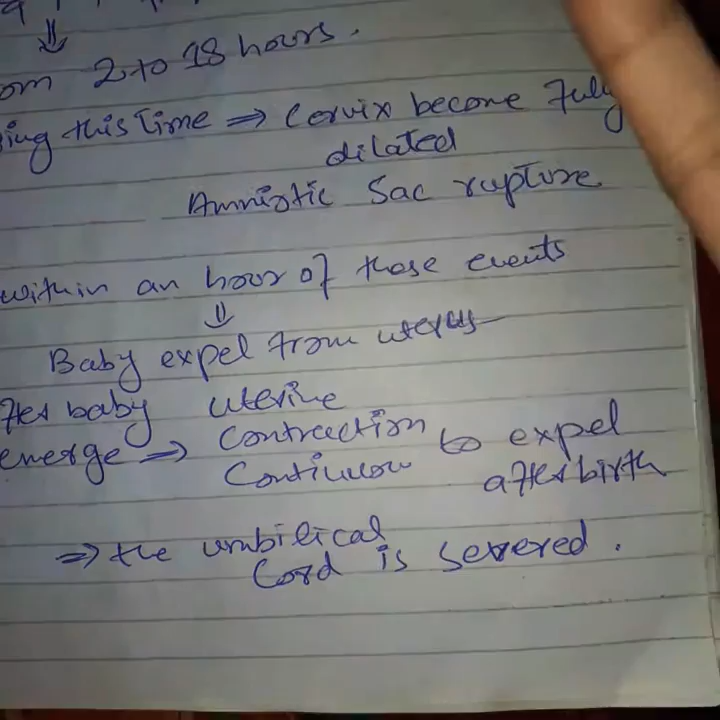 ⇓
om 2 to 18 hours.
ing this time ⇒ Cervix become Fully
dilated
Amniotic Sac rupture
within an hour of these events
⇓
Baby expel from uterus
fter baby uterine
emerge ⇒ Contraction to expel
Continuou afterbirth
⇒ the umbilical
Cord is severed.